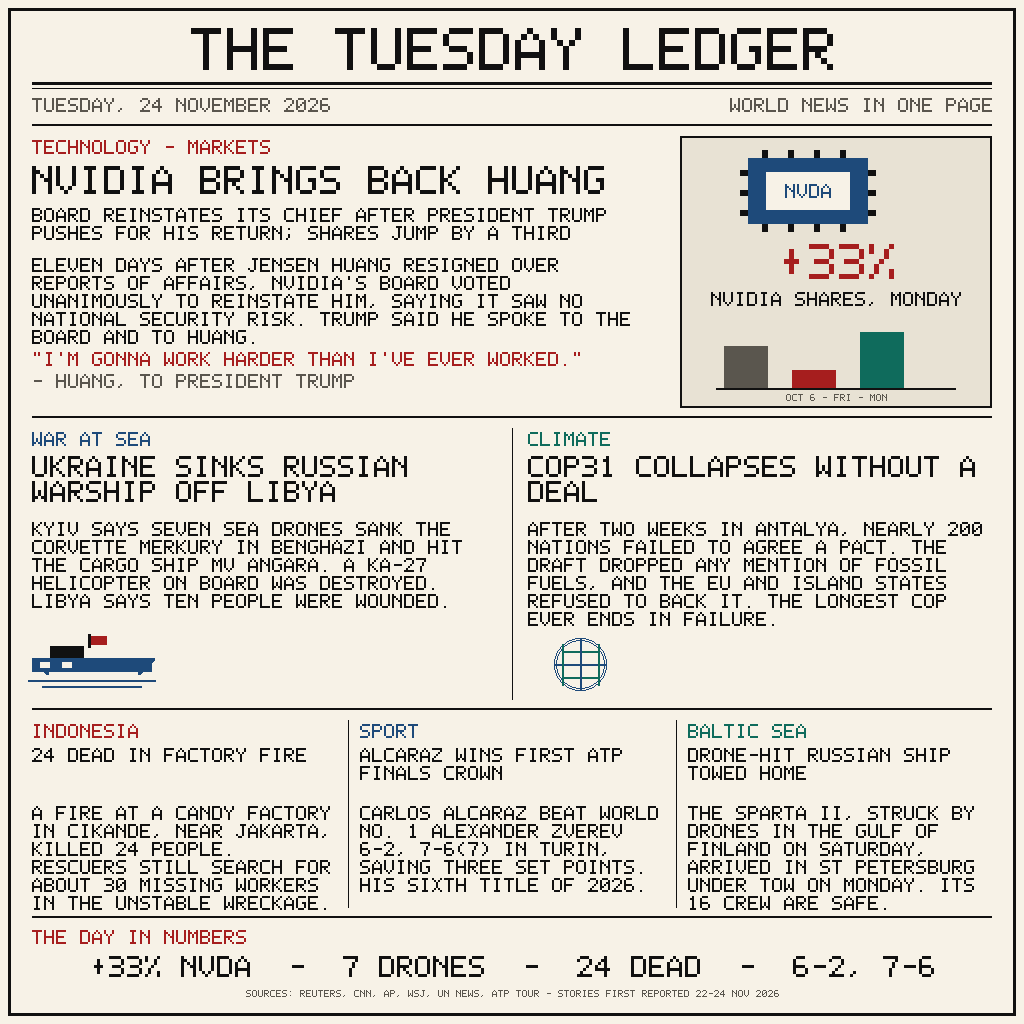 THE TUESDAY LEDGER
TUESDAY, 24 NOVEMBER 2026
WORLD NEWS IN ONE PAGE
TECHNOLOGY - MARKETS
NVIDIA BRINGS BACK HUANG
BOARD REINSTATES ITS CHIEF AFTER PRESIDENT TRUMP
PUSHES FOR HIS RETURN; SHARES JUMP BY A THIRD
ELEVEN DAYS AFTER JENSEN HUANG RESIGNED OVER
REPORTS OF AFFAIRS, NVIDIA'S BOARD VOTED
UNANIMOUSLY TO REINSTATE HIM, SAYING IT SAW NO
NATIONAL SECURITY RISK. TRUMP SAID HE SPOKE TO THE
BOARD AND TO HUANG.
"I'M GONNA WORK HARDER THAN I'VE EVER WORKED."
- HUANG, TO PRESIDENT TRUMP
NVDA
+33%
NVIDIA SHARES, MONDAY
OCT 6 - FRI - MON
WAR AT SEA
UKRAINE SINKS RUSSIAN
WARSHIP OFF LIBYA
KYIV SAYS SEVEN SEA DRONES SANK THE
CORVETTE MERKURY IN BENGHAZI AND HIT
THE CARGO SHIP MV ANGARA. A KA-27
HELICOPTER ON BOARD WAS DESTROYED.
LIBYA SAYS TEN PEOPLE WERE WOUNDED.
CLIMATE
COP31 COLLAPSES WITHOUT A
DEAL
AFTER TWO WEEKS IN ANTALYA, NEARLY 200
NATIONS FAILED TO AGREE A PACT. THE
DRAFT DROPPED ANY MENTION OF FOSSIL
FUELS, AND THE EU AND ISLAND STATES
REFUSED TO BACK IT. THE LONGEST COP
EVER ENDS IN FAILURE.
INDONESIA
24 DEAD IN FACTORY FIRE
A FIRE AT A CANDY FACTORY
IN CIKANDE, NEAR JAKARTA,
KILLED 24 PEOPLE.
RESCUERS STILL SEARCH FOR
ABOUT 30 MISSING WORKERS
IN THE UNSTABLE WRECKAGE.
SPORT
ALCARAZ WINS FIRST ATP
FINALS CROWN
CARLOS ALCARAZ BEAT WORLD
NO. 1 ALEXANDER ZVEREV
6-2, 7-6(7) IN TURIN,
SAVING THREE SET POINTS.
HIS SIXTH TITLE OF 2026.
BALTIC SEA
DRONE-HIT RUSSIAN SHIP
TOWED HOME
THE SPARTA II, STRUCK BY
DRONES IN THE GULF OF
FINLAND ON SATURDAY,
ARRIVED IN ST PETERSBURG
UNDER TOW ON MONDAY. ITS
16 CREW ARE SAFE.
THE DAY IN NUMBERS
+33% NVDA - 7 DRONES - 24 DEAD - 6-2, 7-6
SOURCES: REUTERS, CNN, AP, WSJ, UN NEWS, ATP TOUR - STORIES FIRST REPORTED 22-24 NOV 2026